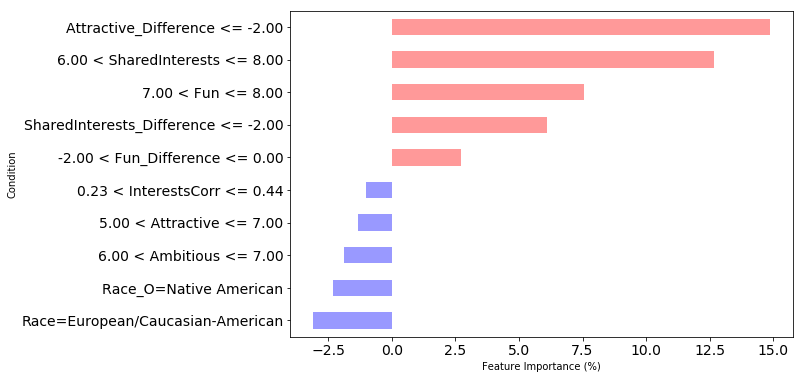 Condition
Attractive_Difference <= -2.00
6.00 < SharedInterests <= 8.00
7.00 < Fun <= 8.00
SharedInterests_Difference <= -2.00
-2.00 < Fun_Difference <= 0.00
0.23 < InterestsCorr <= 0.44
5.00 < Attractive <= 7.00
6.00 < Ambitious <= 7.00
Race_O=Native American
Race=European/Caucasian-American
−2.5 0.0 2.5 5.0 7.5 10.0 12.5 15.0
Feature Importance (%)